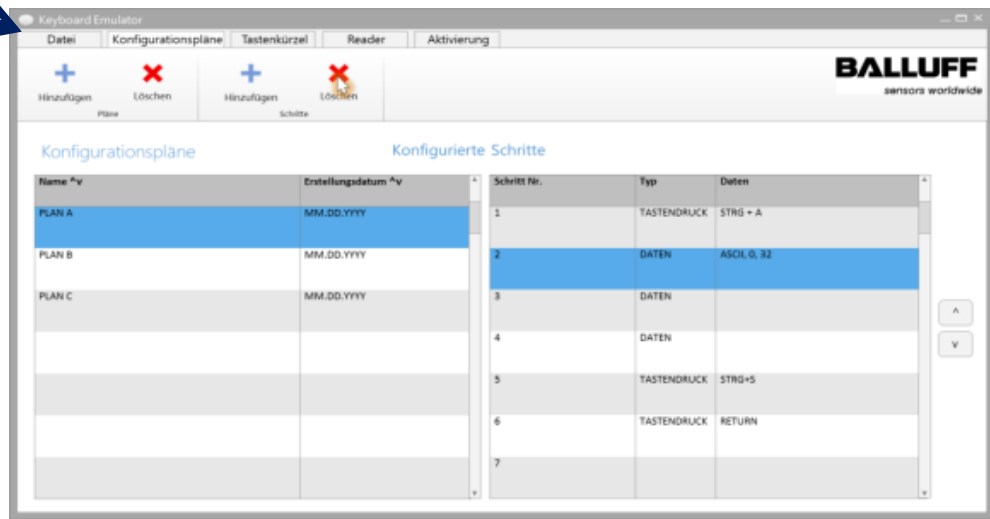 Keyboard Emulator
Datei Konfigurationspläne Tastenkürzel Reader Aktivierung
BALLUFF
sensors worldwide
Hinzufügen Löschen Hinzufügen Löschen
Pläne Schritte
Konfigurationspläne Konfigurierte Schritte
Name ^v Erstellungsdatum ^v Schritt Nr. Typ Daten
PLAN A MM.DD.YYYY 1 TASTENDRUCK STRG + A
PLAN B MM.DD.YYYY 2 DATEN ASCII, 0, 32
PLAN C MM.DD.YYYY 3 DATEN
4 DATEN
5 TASTENDRUCK STRG+S
6 TASTENDRUCK RETURN
7